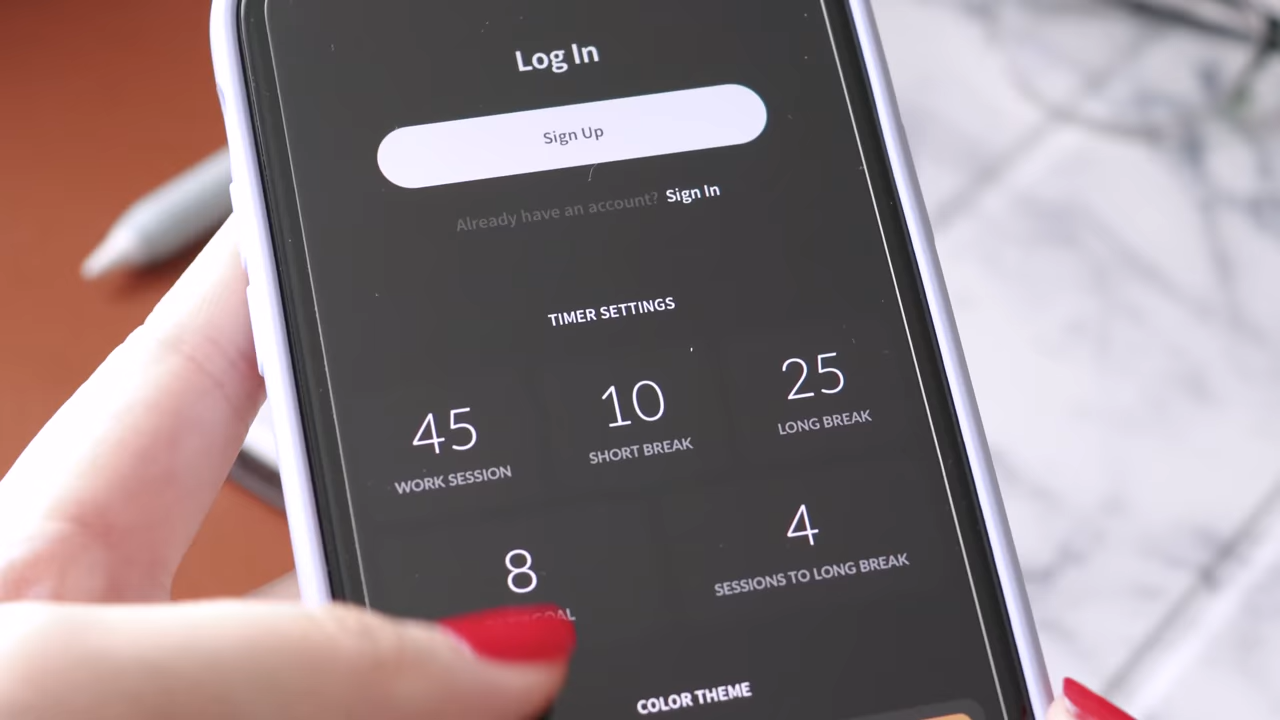 Log In
Sign Up
Already have an account? Sign In
TIMER SETTINGS
45
WORK SESSION
10
SHORT BREAK
25
LONG BREAK
8
GOAL
4
SESSIONS TO LONG BREAK
COLOR THEME